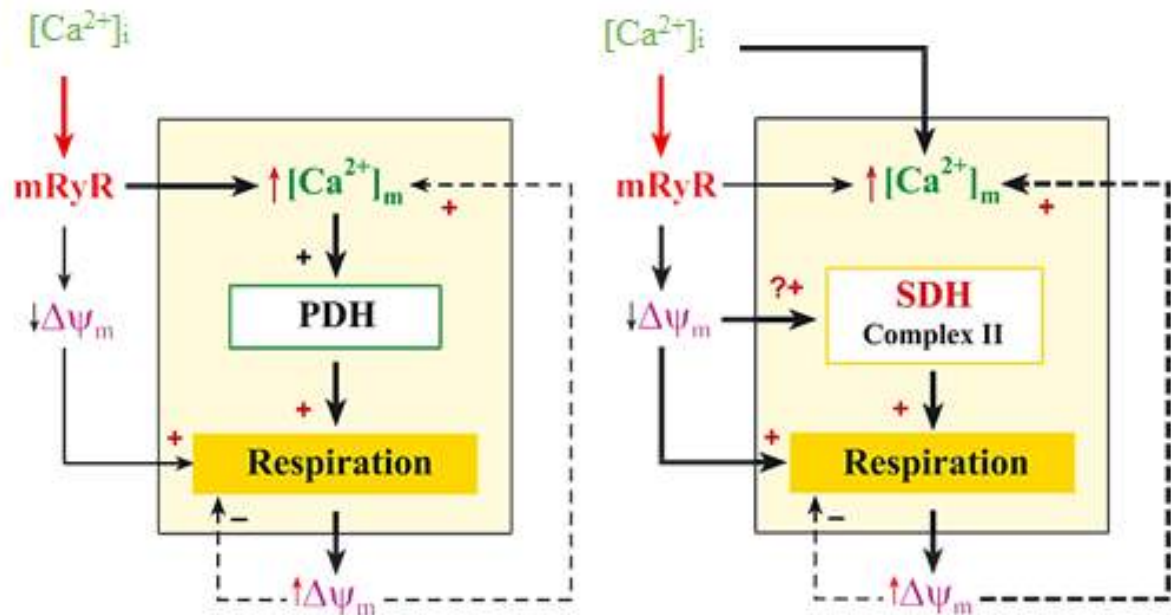 [Ca²⁺]ᵢ
mRyR
↑ [Ca²⁺]ₘ
+
+
PDH
↓Δψₘ
+
+
Respiration
–
↑Δψₘ
[Ca²⁺]ᵢ
mRyR
↑ [Ca²⁺]ₘ
+
?+
SDH
Complex II
↓Δψₘ
+
+
Respiration
–
↑Δψₘ